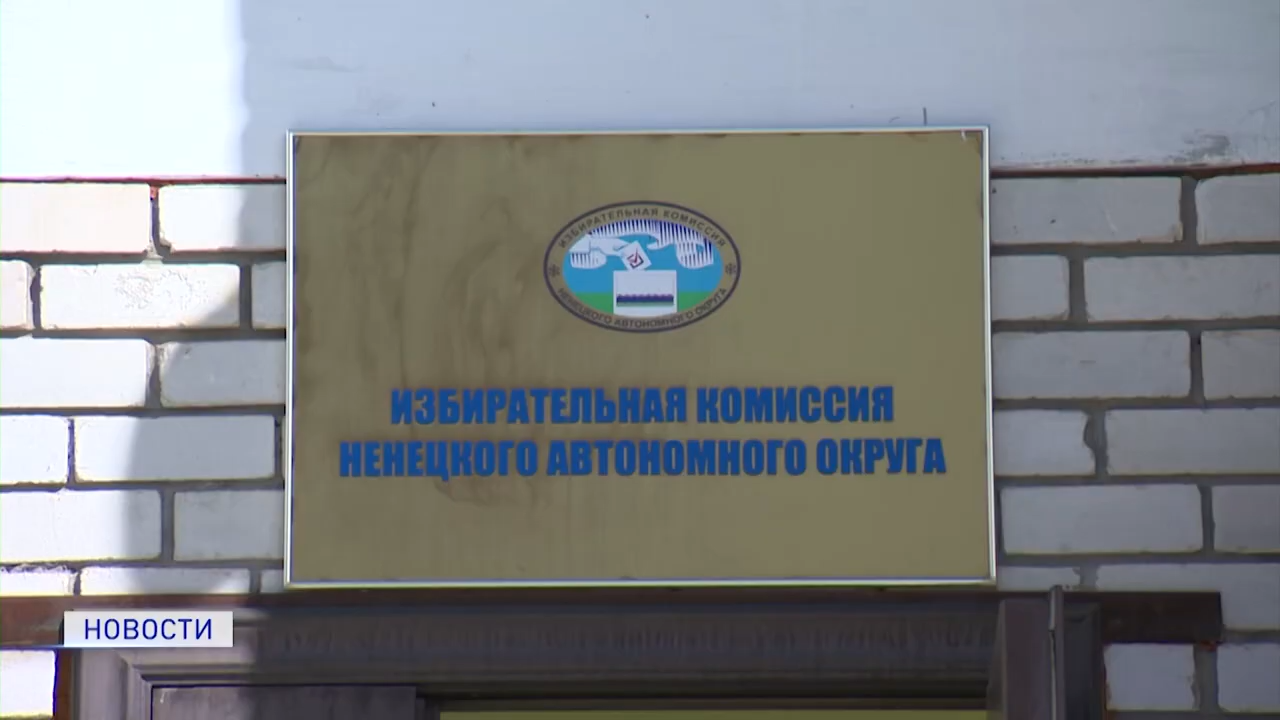 ИЗБИРАТЕЛЬНАЯ КОМИССИЯ
НЕНЕЦКОГО АВТОНОМНОГО ОКРУГА
ИЗБИРАТЕЛЬНАЯ КОМИССИЯ
НЕНЕЦКОГО АВТОНОМНОГО ОКРУГА
НОВОСТИ